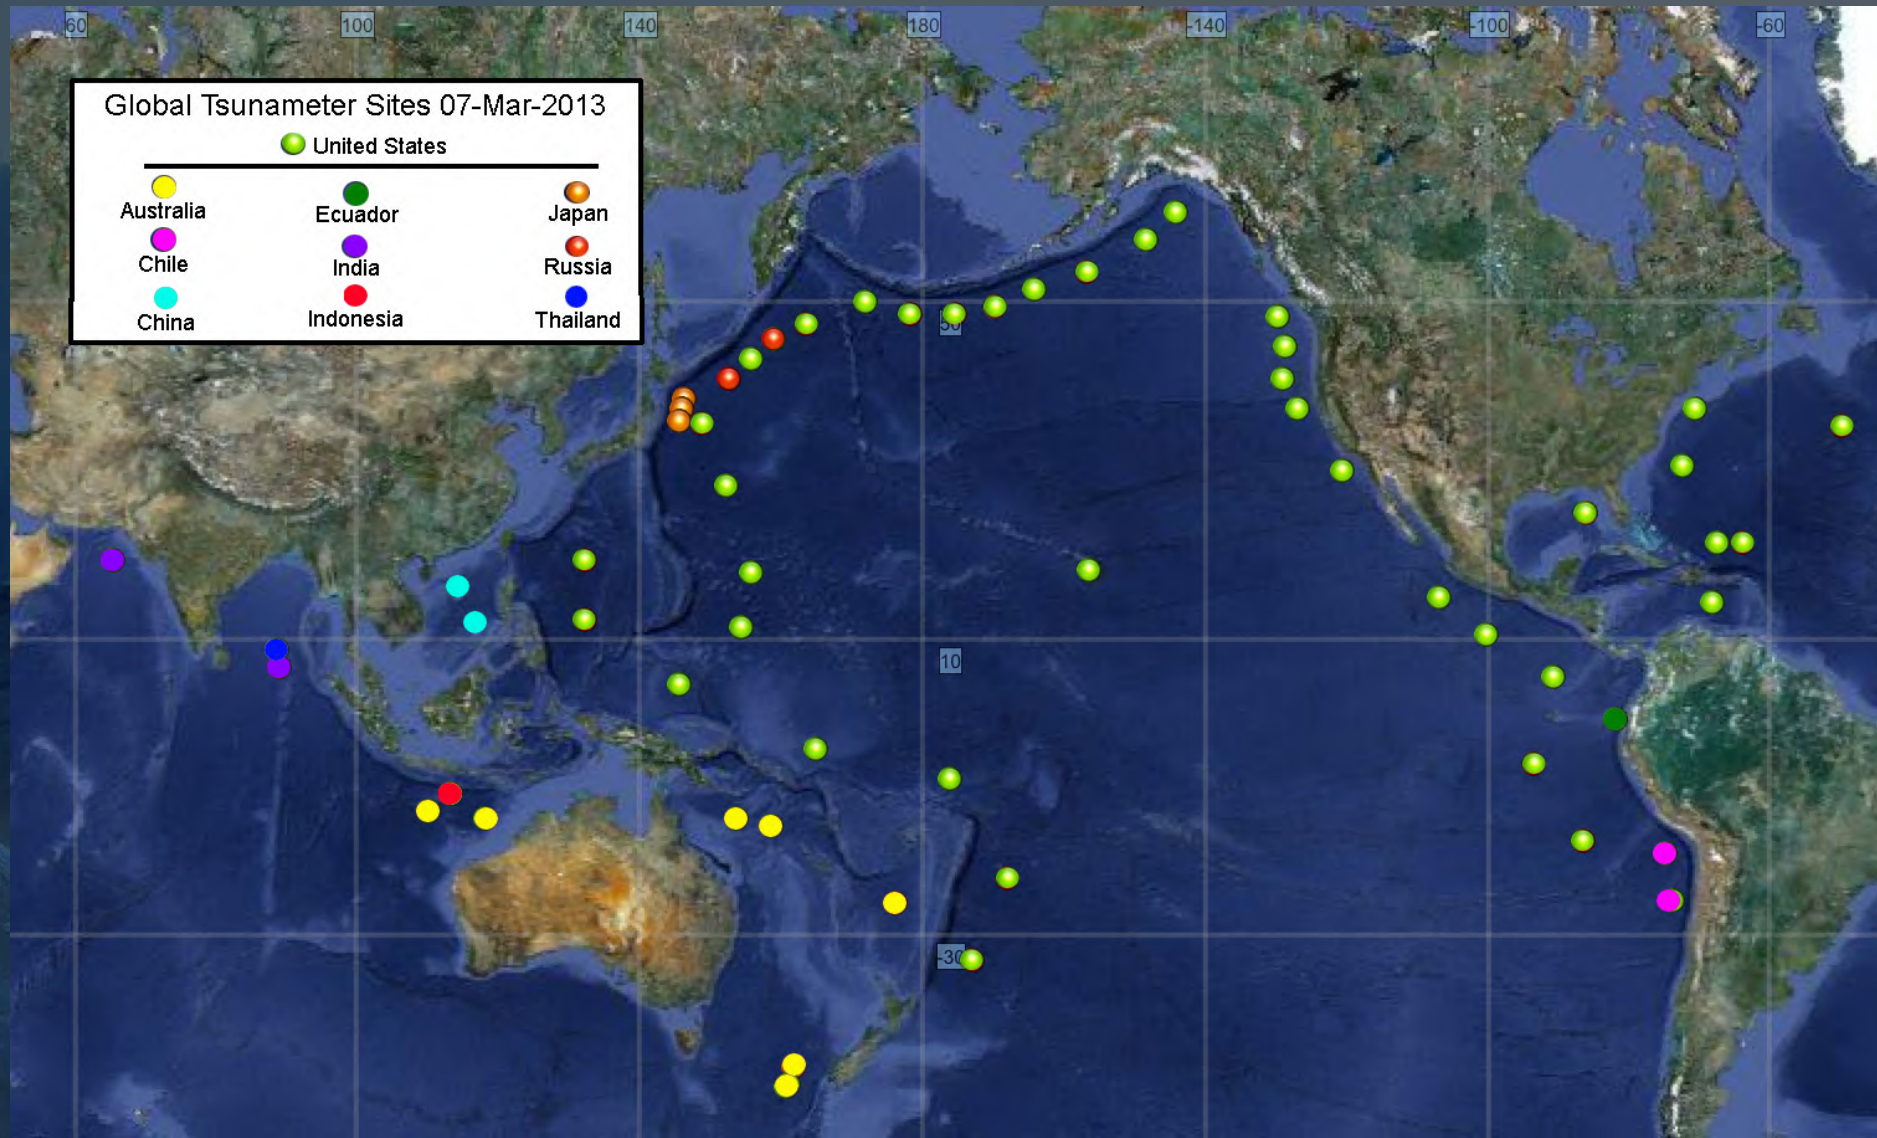 60 100 140 180 -140 -100 -60
Global Tsunameter Sites 07-Mar-2013
United States
Australia Ecuador Japan
Chile India Russia
China Indonesia Thailand
50
10
-30